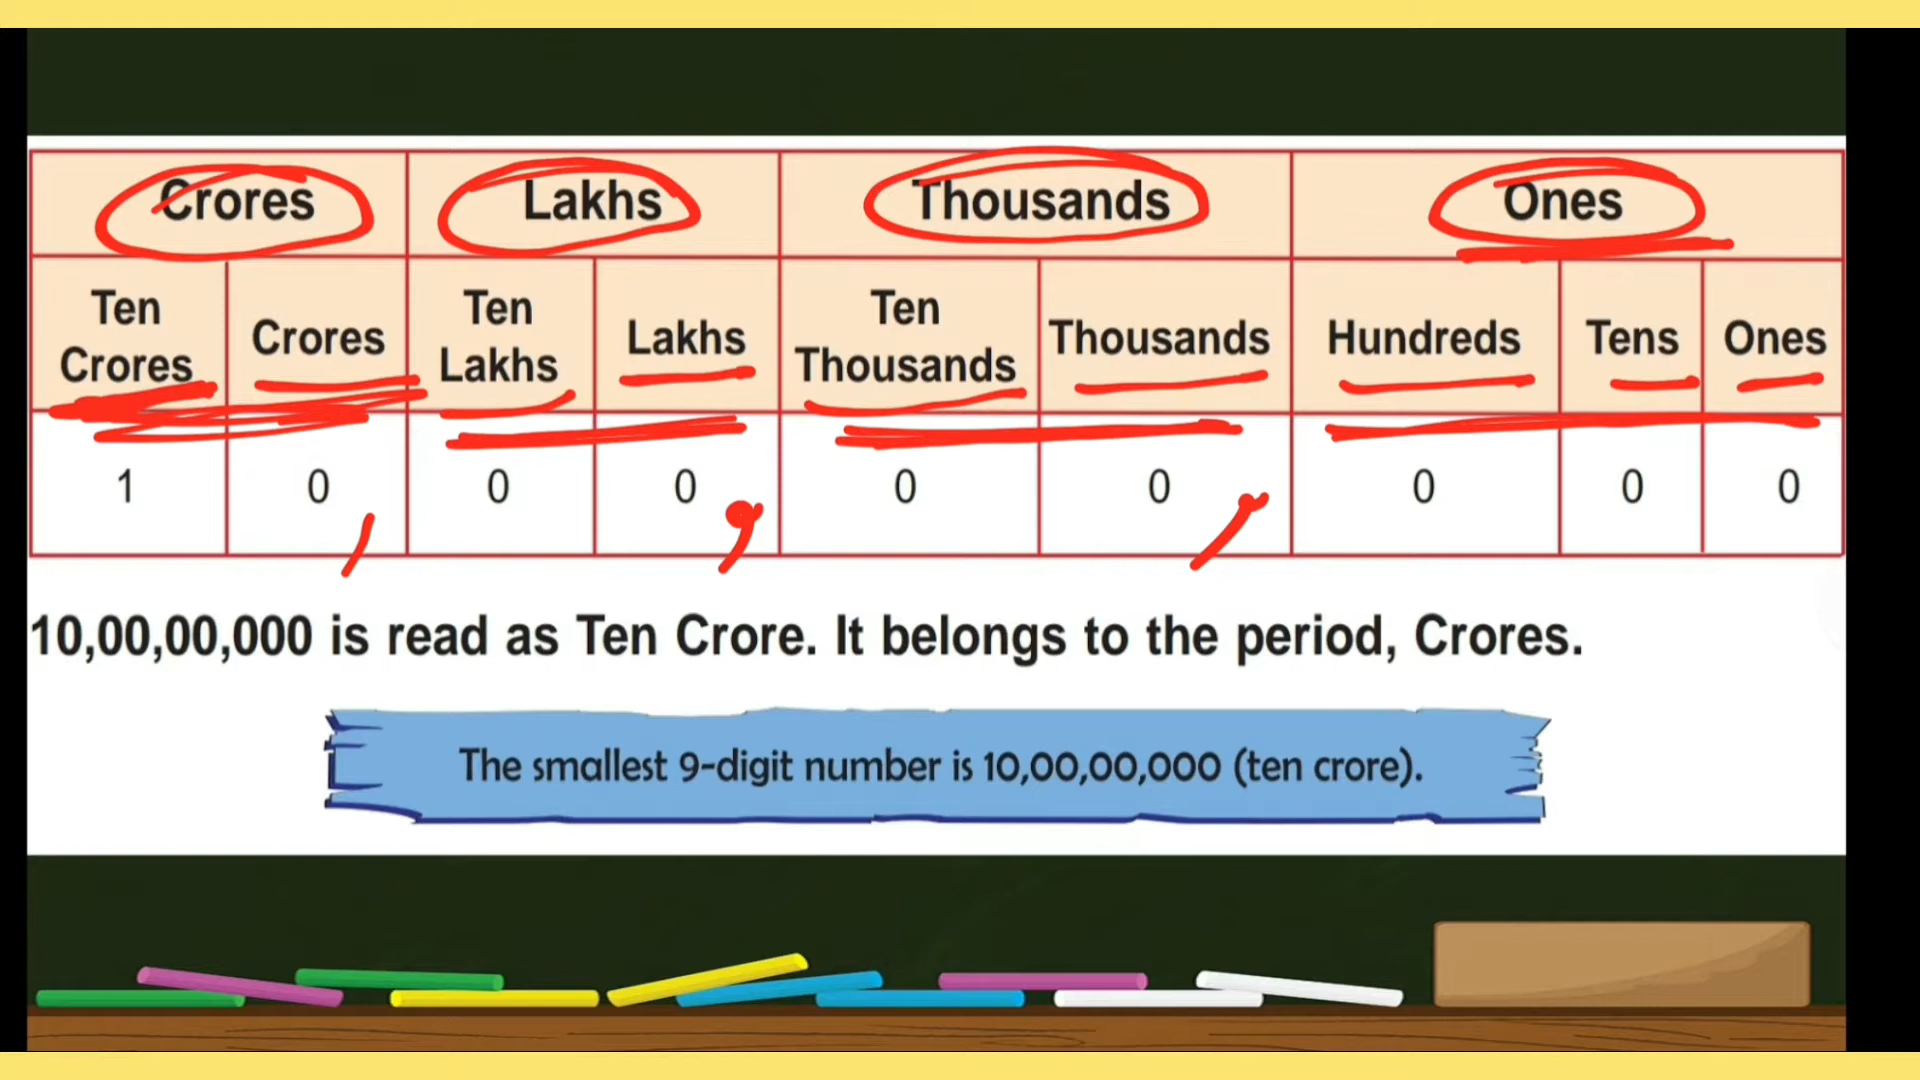 Crores Lakhs Thousands Ones
Ten Crores Crores Ten Lakhs Lakhs Ten Thousands Thousands Hundreds Tens Ones
1 0 0 0 0 0 0 0 0
10,00,00,000 is read as Ten Crore. It belongs to the period, Crores.
The smallest 9-digit number is 10,00,00,000 (ten crore).